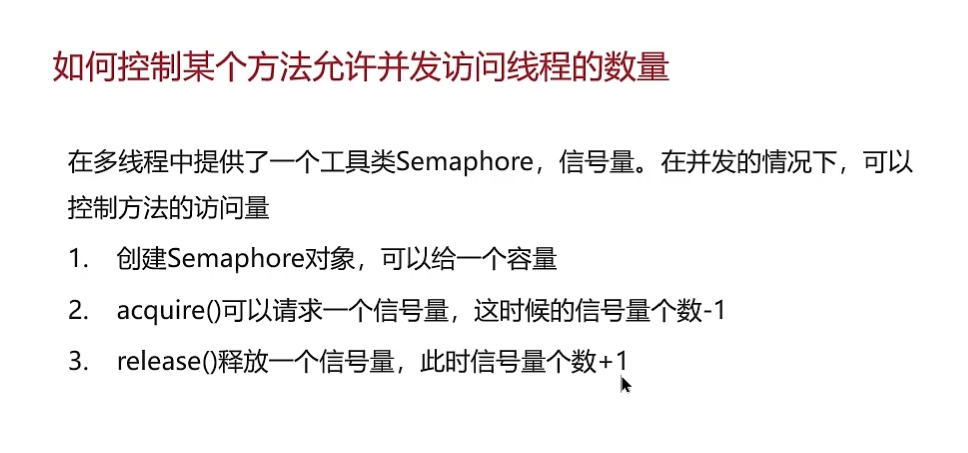 如何控制某个方法允许并发访问线程的数量
在多线程中提供了一个工具类Semaphore，信号量。在并发的情况下，可以
控制方法的访问量
1. 创建Semaphore对象，可以给一个容量
2. acquire()可以请求一个信号量，这时候的信号量个数-1
3. release()释放一个信号量，此时信号量个数+1